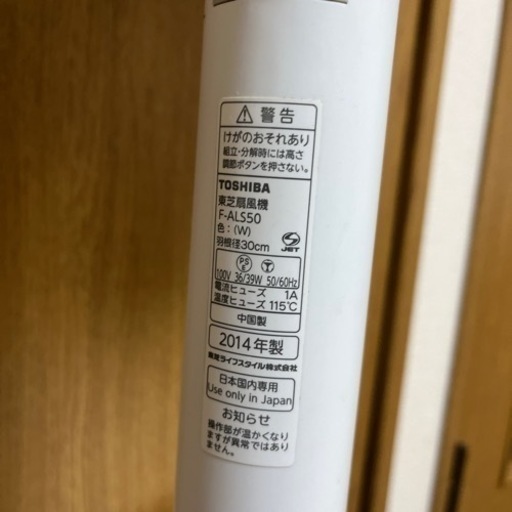 警告
けがのおそれあり
組立・分解時には高さ
調節ボタンを押さない。
TOSHIBA
東芝扇風機
F-ALS50
色:(W)
羽根径30cm
JET
PS
E
T
100V 36/39W 50/60Hz
電流ヒューズ 1A
温度ヒューズ 115℃
中国製
2014年製
東芝ライフスタイル株式会社
日本国内専用
Use only in Japan
お知らせ
操作部が温かくなり
ますが異常ではあり
ません。